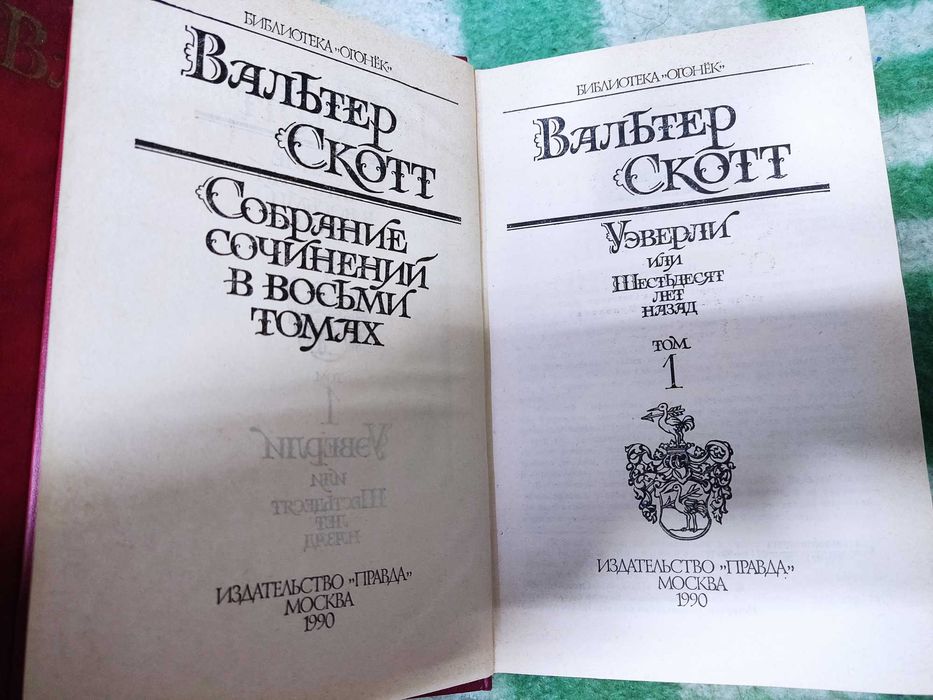 БИБЛИОТЕКА „ОГОНЁК“
ВАЛЬТЕР
СКОТТ
СОБРАНИЕ
СОЧИНЕНИЙ
В ВОСЬМИ
ТОМАХ
ИЗДАТЕЛЬСТВО „ПРАВДА“
МОСКВА
1990
БИБЛИОТЕКА „ОГОНЁК“
ВАЛЬТЕР
СКОТТ
УЭВЕРЛИ
ИЛИ
ШЕСТЬДЕСЯТ
ЛЕТ
НАЗАД
ТОМ
1
ИЗДАТЕЛЬСТВО „ПРАВДА“
МОСКВА
1990